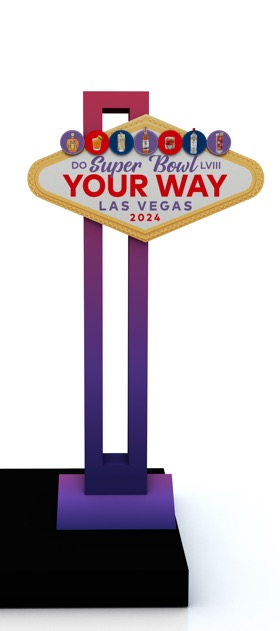 DO Super Bowl LVIII
YOUR WAY
LAS VEGAS
2024